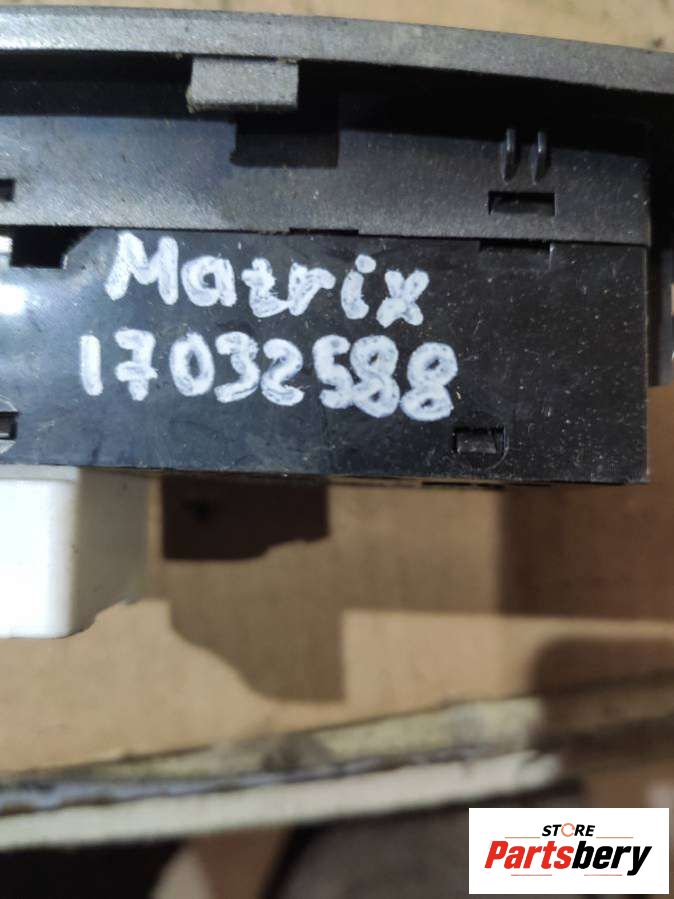 Matrix
17032588
STORE
Partsbery